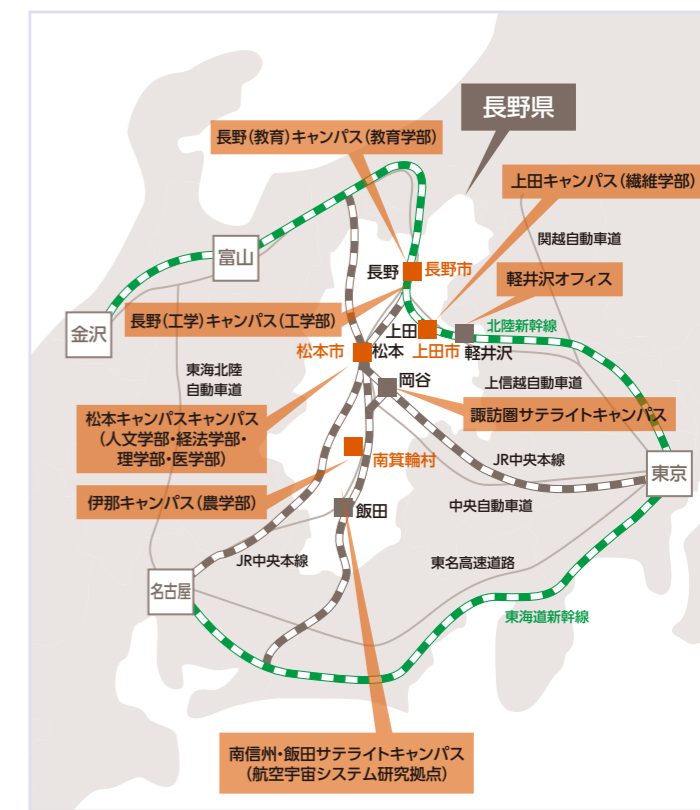 長野県
長野(教育)キャンパス(教育学部)
上田キャンパス(繊維学部)
関越自動車道
富山
長野
長野市
軽井沢オフィス
金沢
長野(工学)キャンパス(工学部)
北陸新幹線
上田
上田市
軽井沢
松本市
松本
東海北陸
自動車道
岡谷
上信越自動車道
松本キャンパスキャンパス
(人文学部・経法学部・
理学部・医学部)
諏訪圏サテライトキャンパス
南箕輪村
JR中央本線
東京
伊那キャンパス(農学部)
飯田
中央自動車道
JR中央本線
東名高速道路
名古屋
東海道新幹線
南信州・飯田サテライトキャンパス
(航空宇宙システム研究拠点)